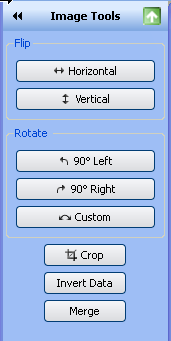 Image Tools
Flip
Horizontal
Vertical
Rotate
90° Left
90° Right
Custom
Crop
Invert Data
Merge